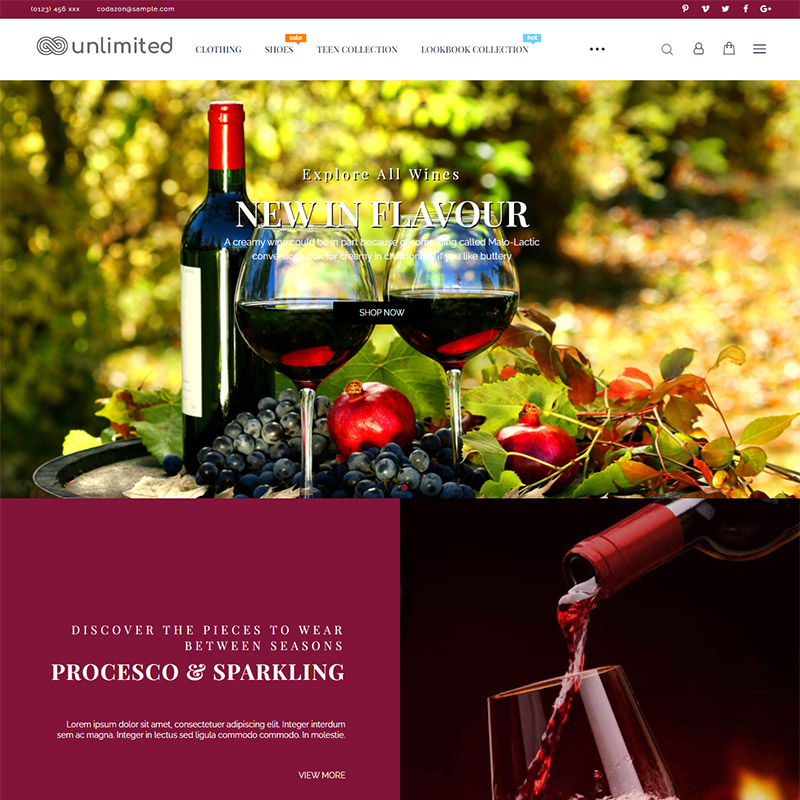 (0123) 456 xxx codazon@sample.com
unlimited
CLOTHING
SHOES
sale
TEEN COLLECTION
LOOKBOOK COLLECTION
hot
Explore All Wines
NEW IN FLAVOUR
A creamy wine could be in part because of something called Malo-Lactic
conversion. Look for creamy in chardonnay if you like buttery
SHOP NOW
DISCOVER THE PIECES TO WEAR
BETWEEN SEASONS
PROCESCO & SPARKLING
Lorem ipsum dolor sit amet, consectetuer adipiscing elit. Integer interdum
sem ac magna. Integer in lectus sed ligula commodo commodo. In molestie.
VIEW MORE